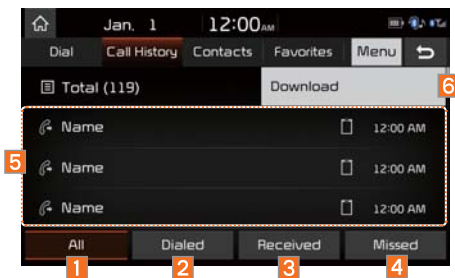 Jan. 1 12:00AM
Dial Call History Contacts Favorites Menu
Total (119) Download
6
Name 12:00 AM
5
Name 12:00 AM
Name 12:00 AM
All Dialed Received Missed
1 2 3 4